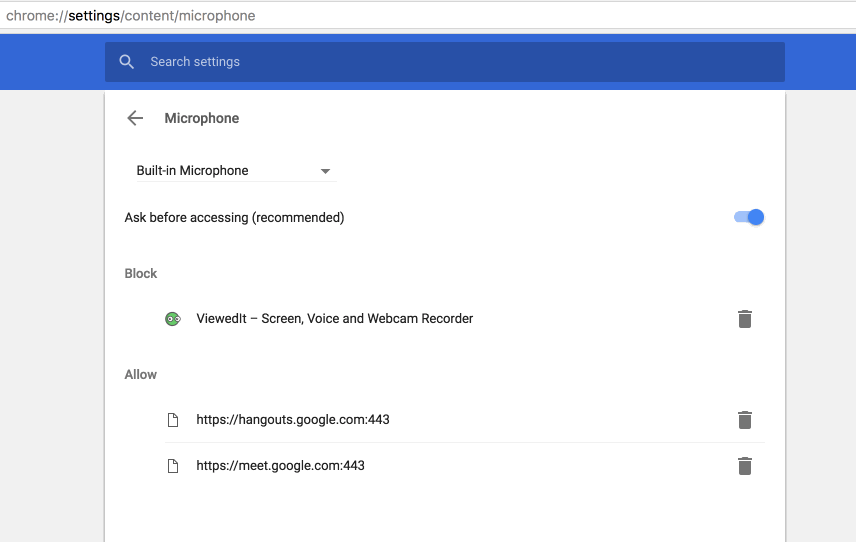 chrome://settings/content/microphone
Search settings
Microphone
Built-in Microphone
Ask before accessing (recommended)
Block
ViewedIt – Screen, Voice and Webcam Recorder
Allow
https://hangouts.google.com:443
https://meet.google.com:443